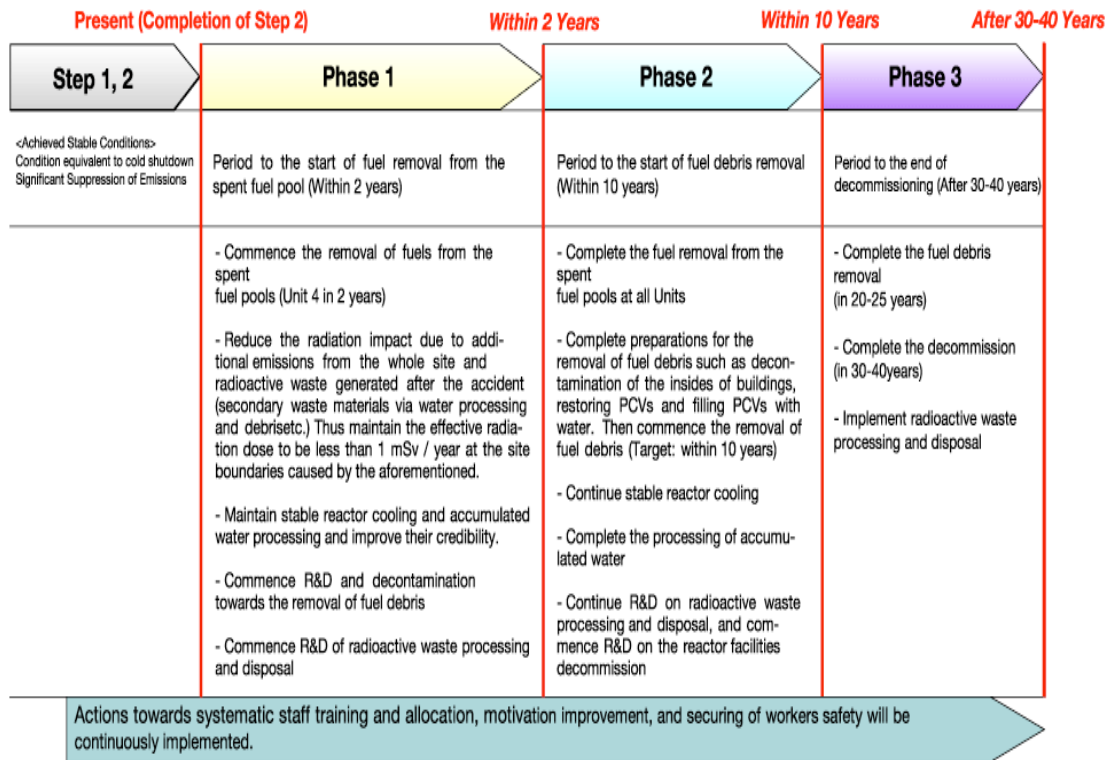 Present (Completion of Step 2)
Within 2 Years
Within 10 Years
After 30-40 Years
Step 1, 2
Phase 1
Phase 2
Phase 3
<Achieved Stable Conditions>
Condition equivalent to cold shutdown
Significant Suppression of Emissions
Period to the start of fuel removal from the
spent fuel pool (Within 2 years)
Period to the start of fuel debris removal
(Within 10 years)
Period to the end of
decommissioning (After 30-40 years)
- Commence the removal of fuels from the
spent
fuel pools (Unit 4 in 2 years)
- Reduce the radiation impact due to addi-
tional emissions from the whole site and
radioactive waste generated after the accident
(secondary waste materials via water processing
and debrisetc.) Thus maintain the effective radia-
tion dose to be less than 1 mSv / year at the site
boundaries caused by the aforementioned.
- Maintain stable reactor cooling and accumulated
water processing and improve their credibility.
- Commence R&D and decontamination
towards the removal of fuel debris
- Commence R&D of radioactive waste processing
and disposal
- Complete the fuel removal from the
spent
fuel pools at all Units
- Complete preparations for the
removal of fuel debris such as decon-
tamination of the insides of buildings,
restoring PCVs and filling PCVs with
water. Then commence the removal of
fuel debris (Target: within 10 years)
- Continue stable reactor cooling
- Complete the processing of accumu-
lated water
- Continue R&D on radioactive waste
processing and disposal, and com-
mence R&D on the reactor facilities
decommission
- Complete the fuel debris
removal
(in 20-25 years)
- Complete the decommission
(in 30-40years)
- Implement radioactive waste
processing and disposal
Actions towards systematic staff training and allocation, motivation improvement, and securing of workers safety will be
continuously implemented.